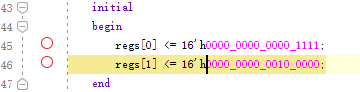 43 initial
44 begin
45 regs[0] <= 16'h0000_0000_0000_1111;
46 regs[1] <= 16'h0000_0000_0010_0000;
47 end